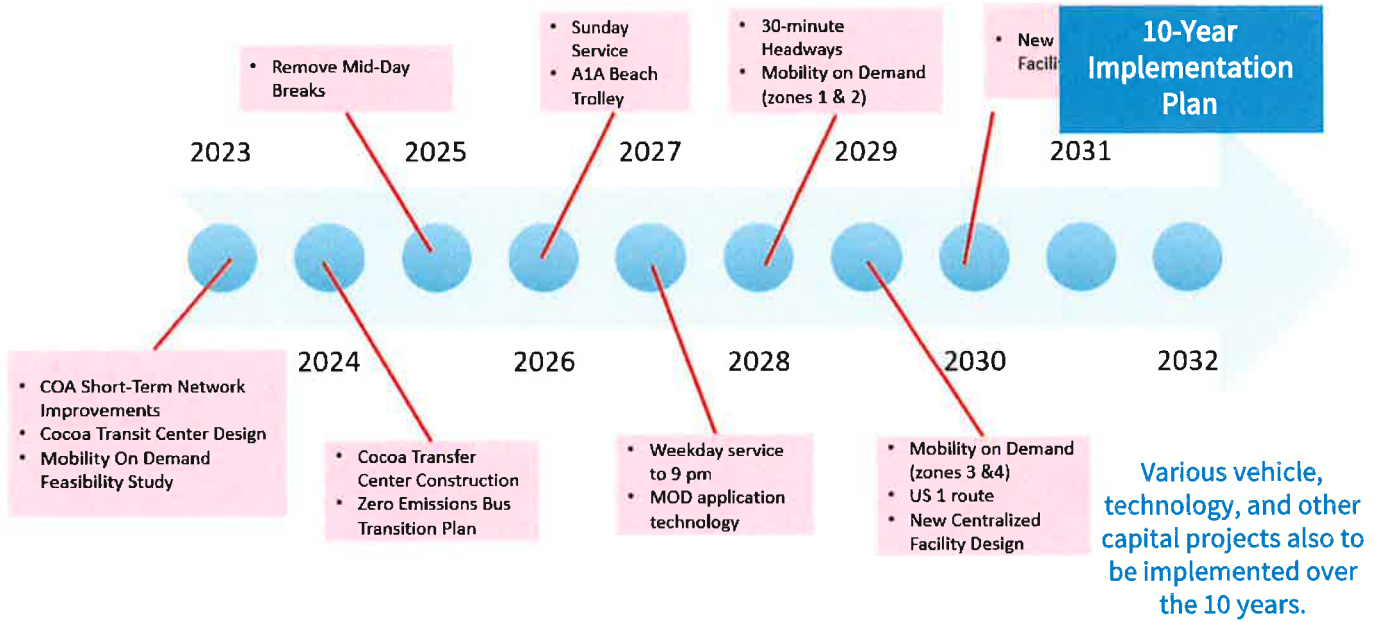 • Remove Mid-Day
Breaks
• Sunday
Service
• A1A Beach
Trolley
• 30-minute
Headways
• Mobility on Demand
(zones 1 & 2)
• New
10-Year
Implementation
Plan
2023
2025
2027
2029
2031
2024
2026
2028
2030
2032
• COA Short-Term Network
Improvements
• Cocoa Transit Center Design
• Mobility On Demand
Feasibility Study
• Cocoa Transfer
Center Construction
• Zero Emissions Bus
Transition Plan
• Weekday service
to 9 pm
• MOD application
technology
• Mobility on Demand
(zones 3 &4)
• US 1 route
• New Centralized
Facility Design
Various vehicle,
technology, and other
capital projects also to
be implemented over
the 10 years.